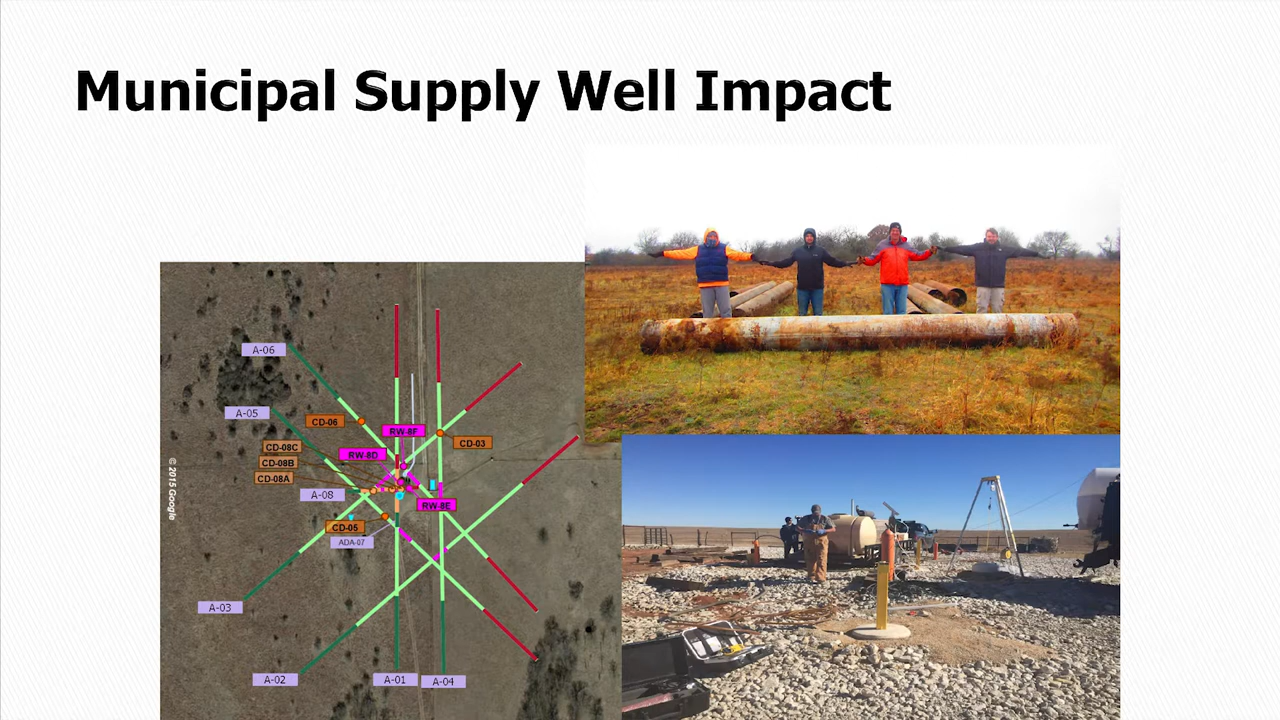 Municipal Supply Well Impact
A-06
A-05
CD-06
RW-8F
CD-03
CD-08C
RW-8D
CD-08B
CD-08A
A-08
RW-8E
CD-05
ADA-07
© 2015 Google
A-03
A-02
A-01
A-04